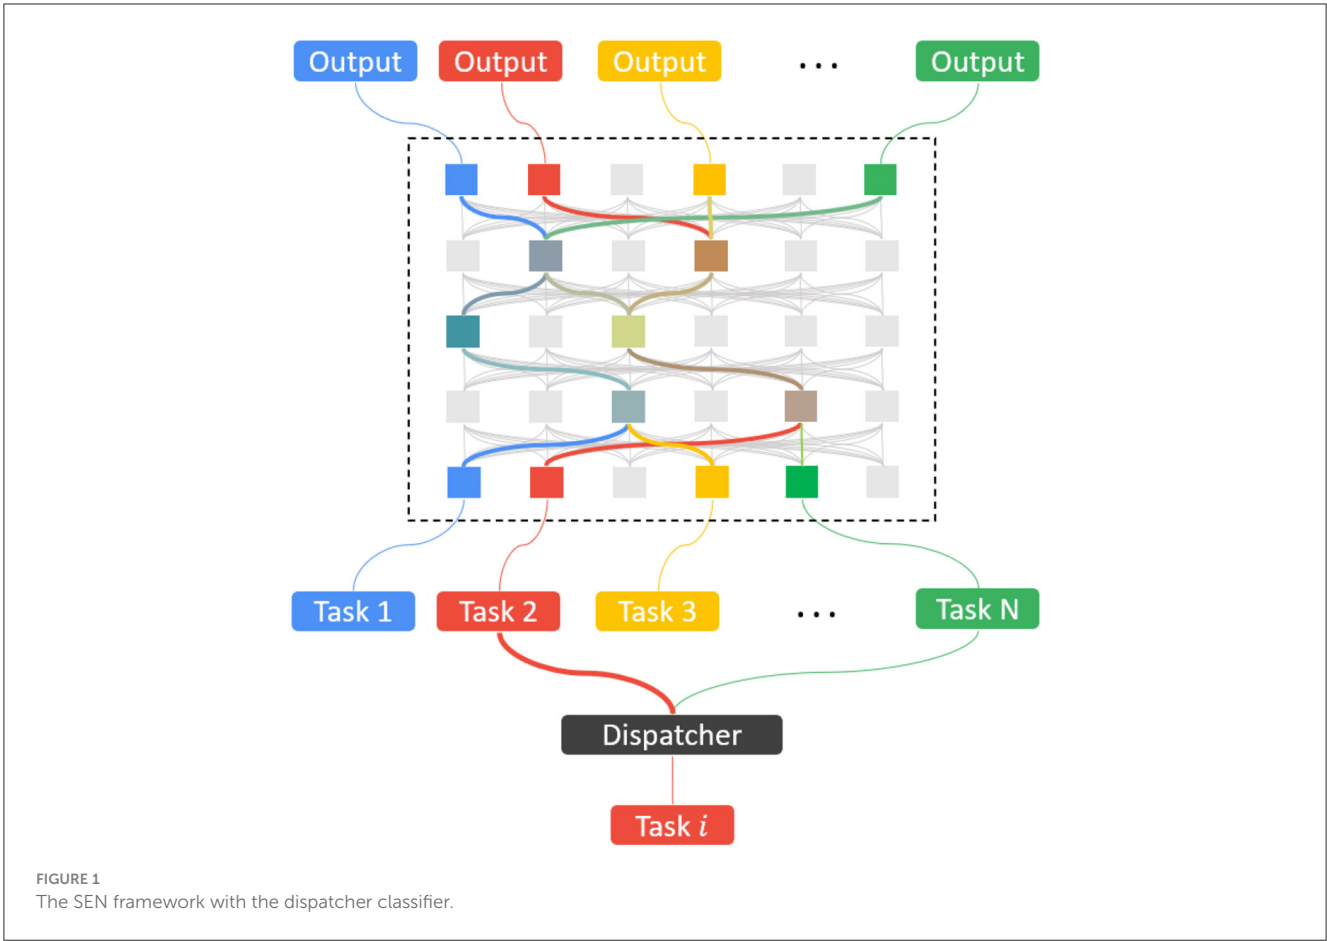 Output Output Output ... Output
Task 1 Task 2 Task 3 ... Task N
Dispatcher
Task i
FIGURE 1
The SEN framework with the dispatcher classifier.